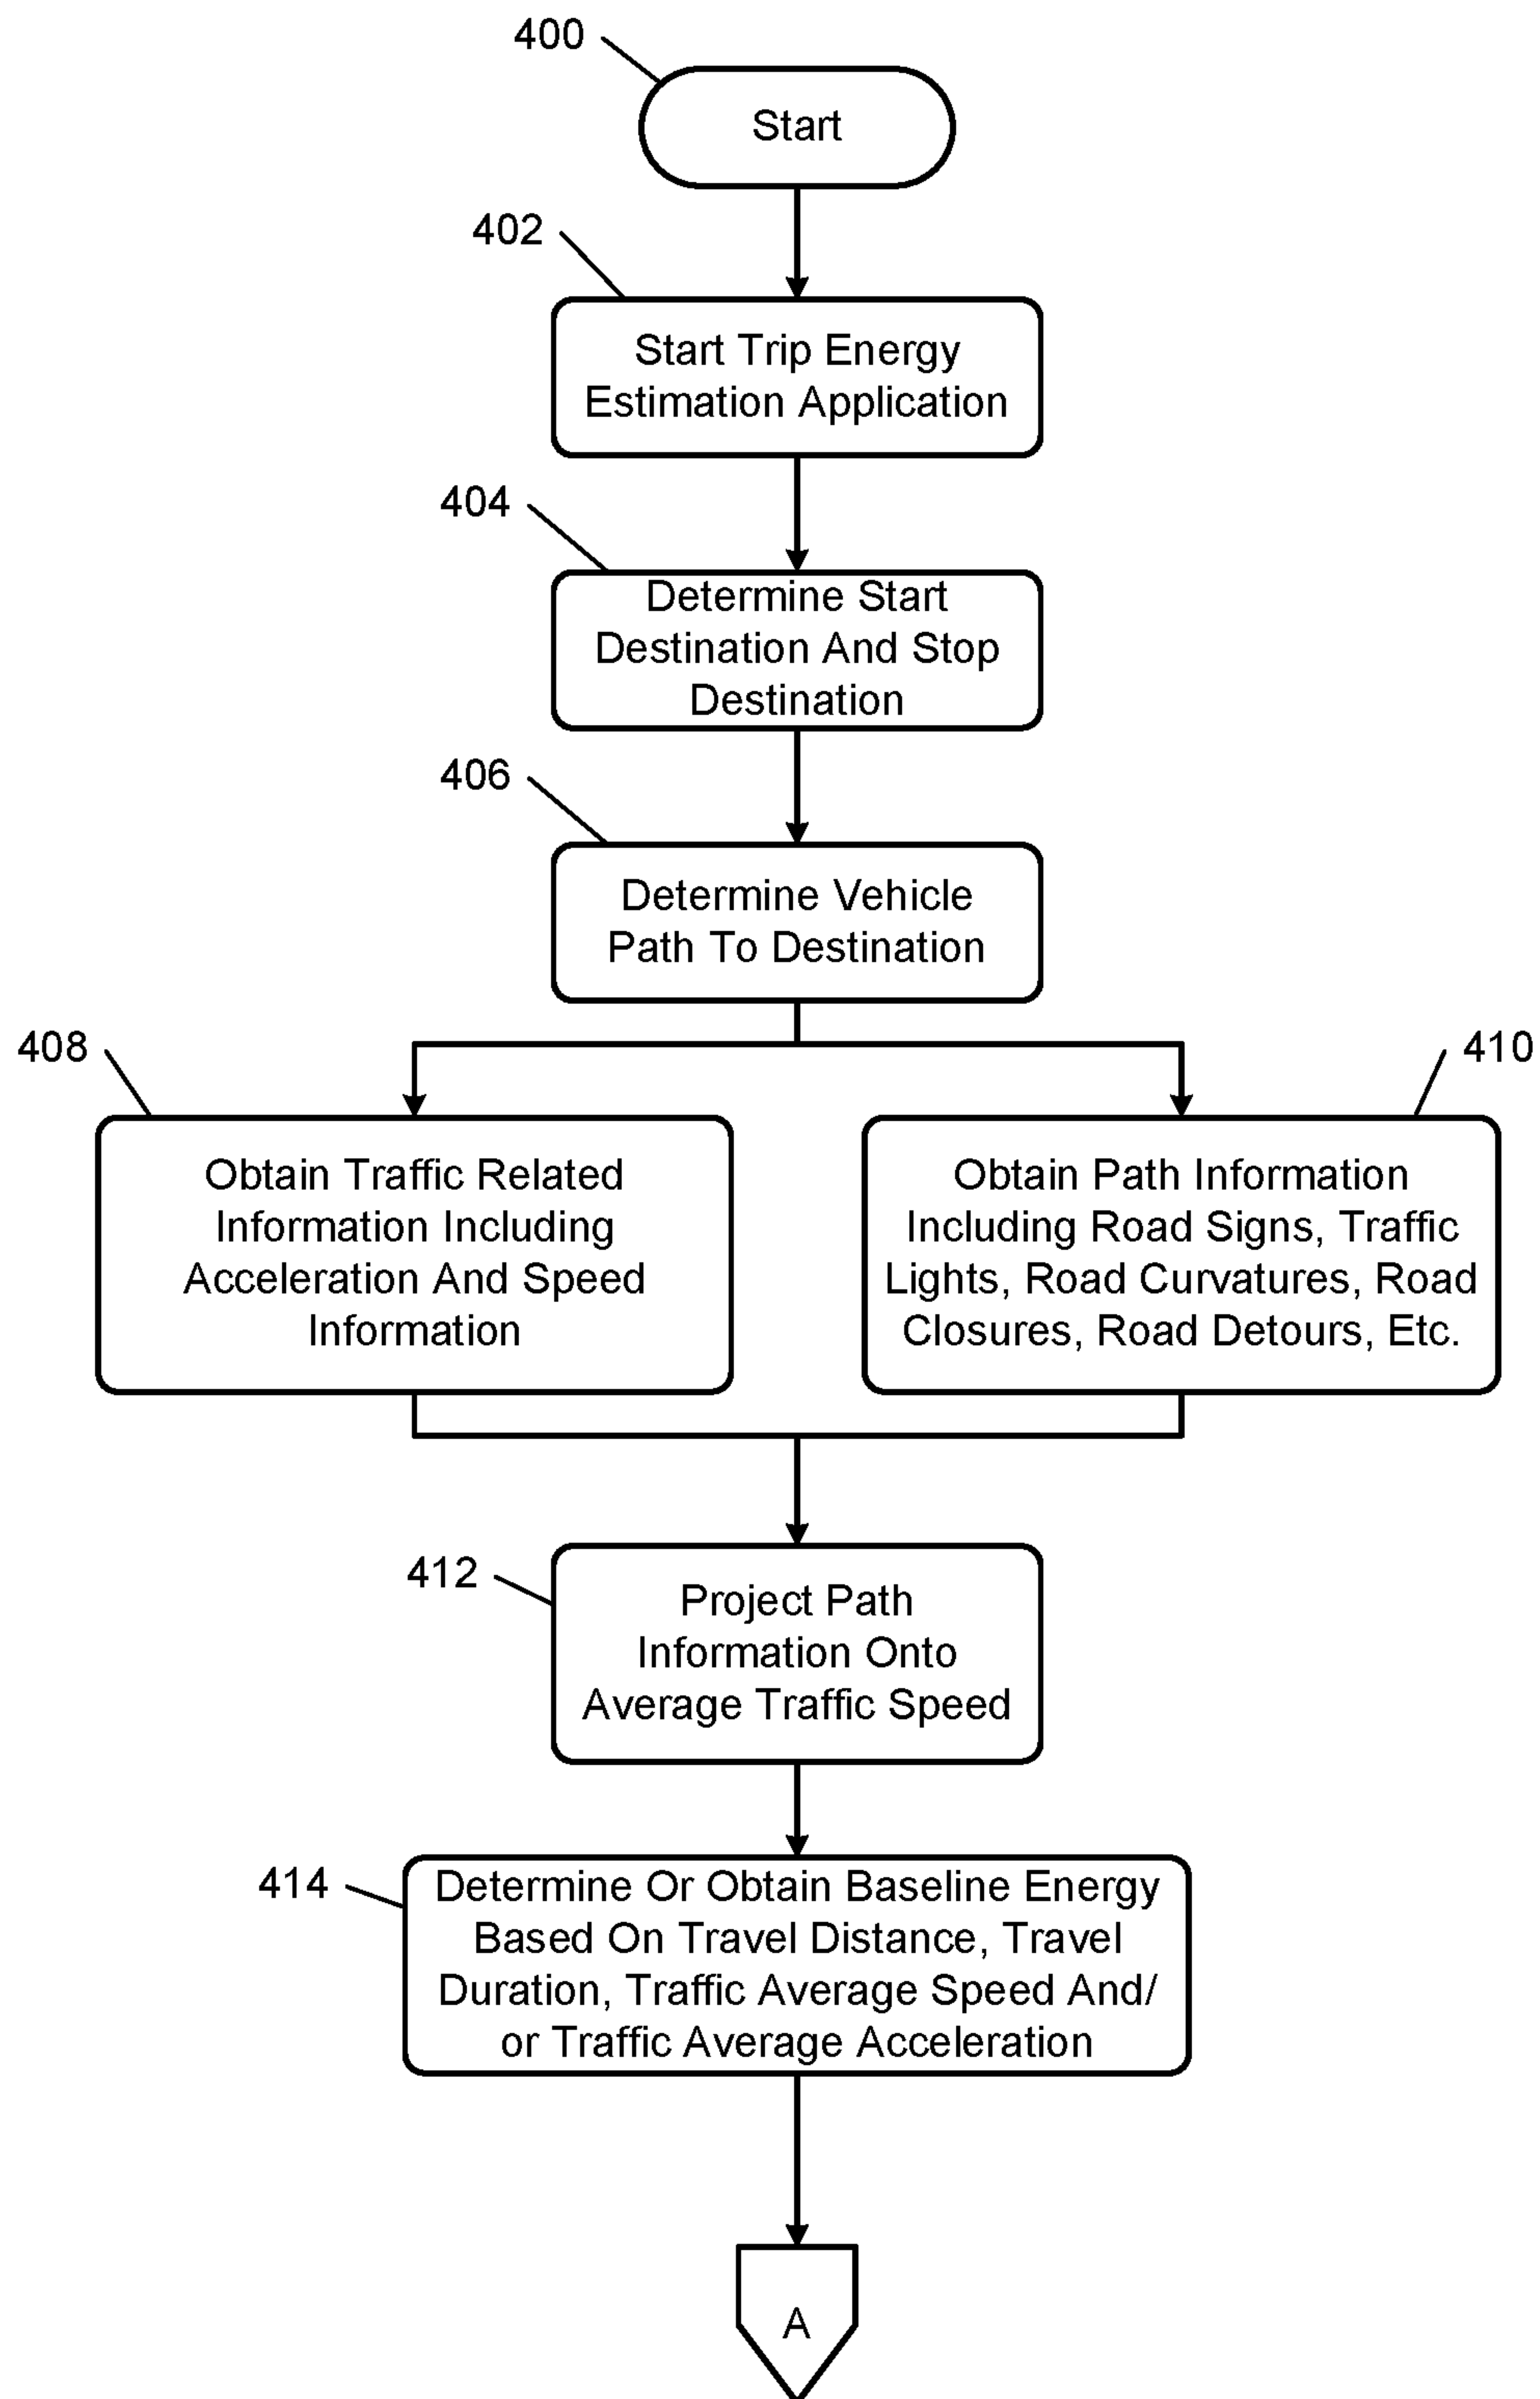 400
Start
402
Start Trip Energy
Estimation Application
404
Determine Start
Destination And Stop
Destination
406
Determine Vehicle
Path To Destination
408
410
Obtain Traffic Related
Information Including
Acceleration And Speed
Information
Obtain Path Information
Including Road Signs, Traffic
Lights, Road Curvatures, Road
Closures, Road Detours, Etc.
412
Project Path
Information Onto
Average Traffic Speed
414
Determine Or Obtain Baseline Energy
Based On Travel Distance, Travel
Duration, Traffic Average Speed And/
or Traffic Average Acceleration
A